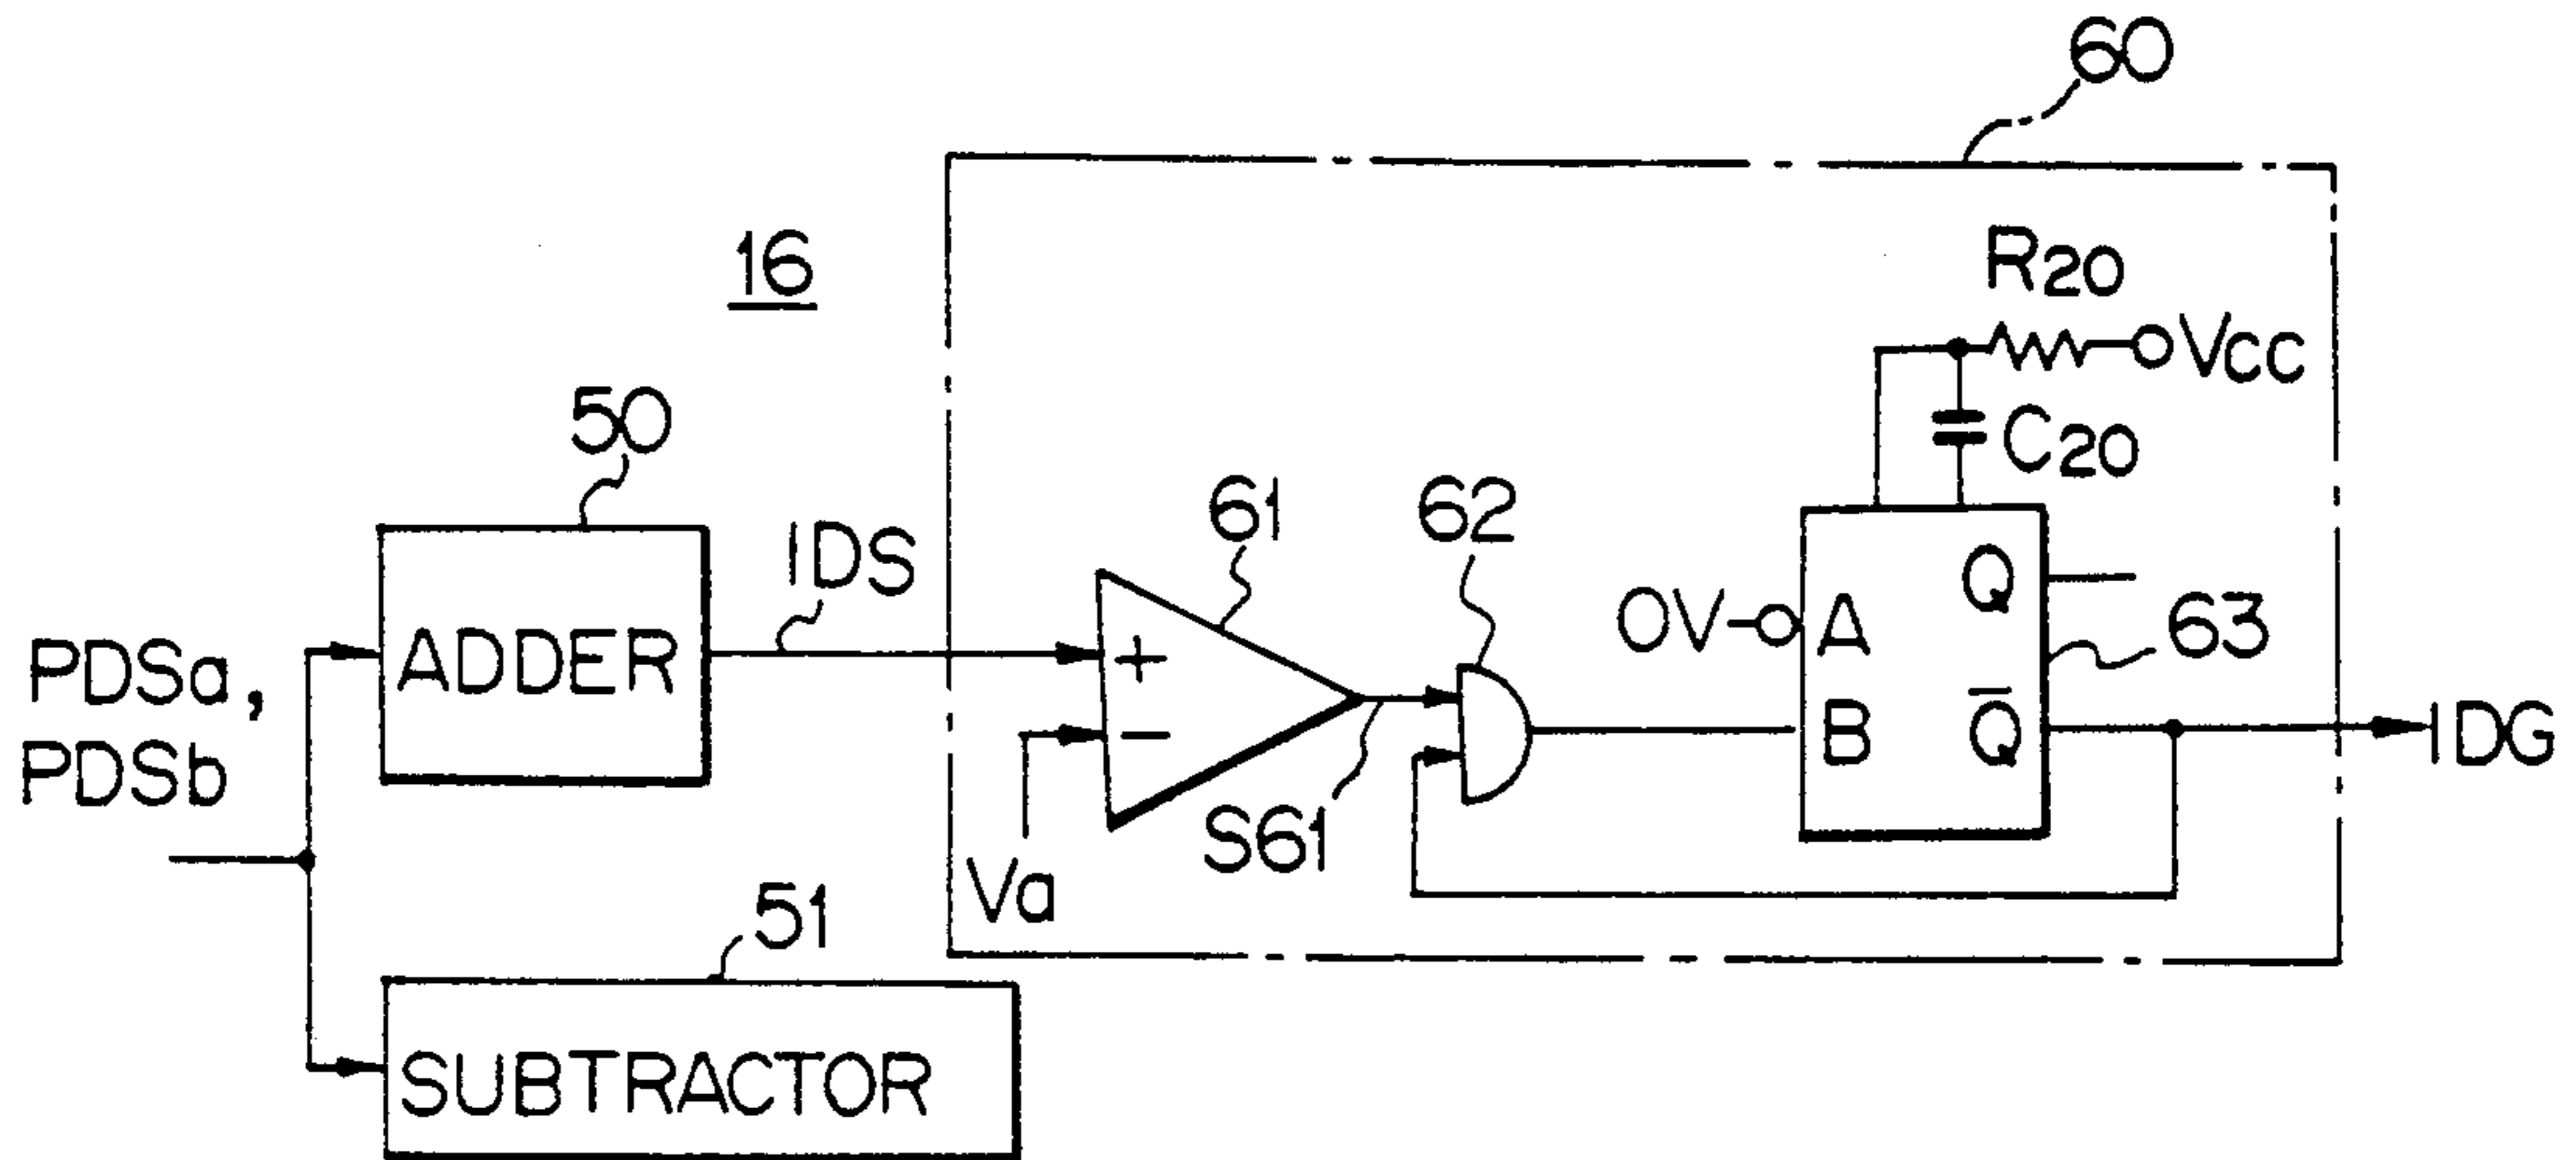 60
16
R20
VCC
C20
50
IDS
61
62
ADDER
+
−
0V
A
Q
B
Q̅
63
PDSa,
PDSb
S61
Va
IDG
51
SUBTRACTOR